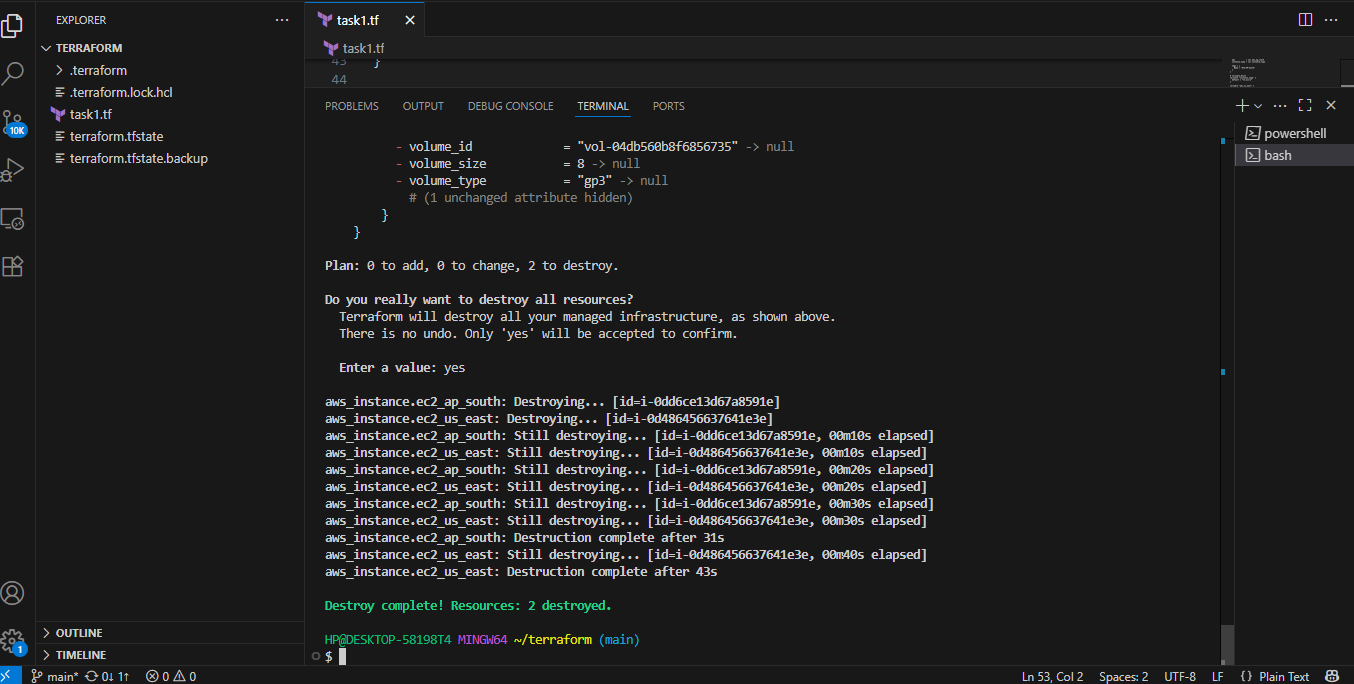 EXPLORER
TERRAFORM
.terraform
.terraform.lock.hcl
task1.tf
terraform.tfstate
terraform.tfstate.backup
OUTLINE
TIMELINE
10K
1
task1.tf
task1.tf
43 }
44
PROBLEMS OUTPUT DEBUG CONSOLE TERMINAL PORTS
powershell
bash
- volume_id = "vol-04db560b8f6856735" -> null
- volume_size = 8 -> null
- volume_type = "gp3" -> null
# (1 unchanged attribute hidden)
}
}
Plan: 0 to add, 0 to change, 2 to destroy.
Do you really want to destroy all resources?
Terraform will destroy all your managed infrastructure, as shown above.
There is no undo. Only 'yes' will be accepted to confirm.
Enter a value: yes
aws_instance.ec2_ap_south: Destroying... [id=i-0dd6ce13d67a8591e]
aws_instance.ec2_us_east: Destroying... [id=i-0d486456637641e3e]
aws_instance.ec2_ap_south: Still destroying... [id=i-0dd6ce13d67a8591e, 00m10s elapsed]
aws_instance.ec2_us_east: Still destroying... [id=i-0d486456637641e3e, 00m10s elapsed]
aws_instance.ec2_ap_south: Still destroying... [id=i-0dd6ce13d67a8591e, 00m20s elapsed]
aws_instance.ec2_us_east: Still destroying... [id=i-0d486456637641e3e, 00m20s elapsed]
aws_instance.ec2_ap_south: Still destroying... [id=i-0dd6ce13d67a8591e, 00m30s elapsed]
aws_instance.ec2_us_east: Still destroying... [id=i-0d486456637641e3e, 00m30s elapsed]
aws_instance.ec2_ap_south: Destruction complete after 31s
aws_instance.ec2_us_east: Still destroying... [id=i-0d486456637641e3e, 00m40s elapsed]
aws_instance.ec2_us_east: Destruction complete after 43s
Destroy complete! Resources: 2 destroyed.
HP@DESKTOP-58198T4 MINGW64 ~/terraform (main)
$
main* 0↓ 1↑ 0 0 Ln 53, Col 2 Spaces: 2 UTF-8 LF {} Plain Text